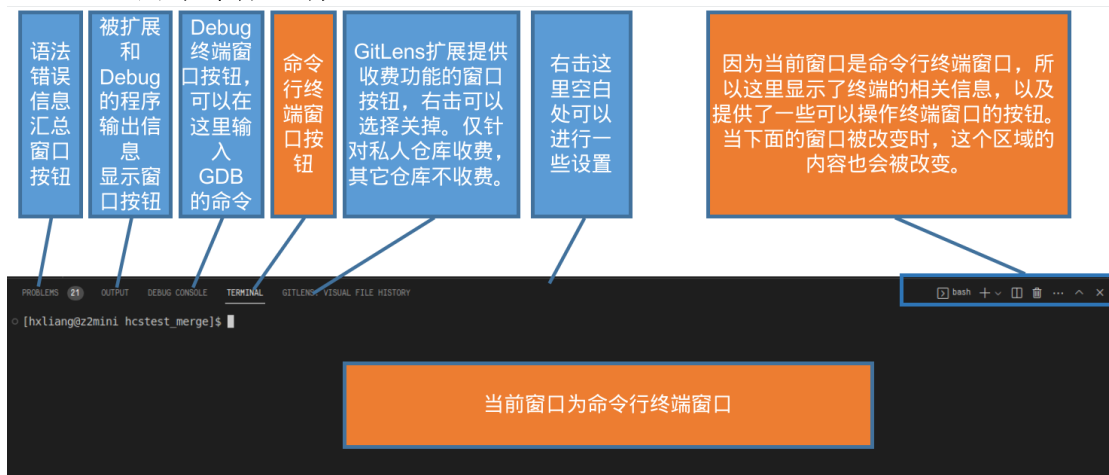 语法
错误
信息
汇总
窗口
按钮
被扩展
和
Debug
的程序
输出信
息
显示窗
口按钮
Debug
终端窗
口按钮，
可以在
这里输
入
GDB
的命令
命令
行终
端窗
口按
钮
GitLens扩展提供
收费功能的窗口
按钮，右击可以
选择关掉。仅针
对私人仓库收费，
其它仓库不收费。
右击这
里空白
处可以
进行一
些设置
因为当前窗口是命令行终端窗口，所
以这里显示了终端的相关信息，以及
提供了一些可以操作终端窗口的按钮。
当下面的窗口被改变时，这个区域的
内容也会被改变。
PROBLEMS 21 OUTPUT DEBUG CONSOLE TERMINAL GITLENS: VISUAL FILE HISTORY bash
[hxliang@z2mini hcstest_merge]$
当前窗口为命令行终端窗口